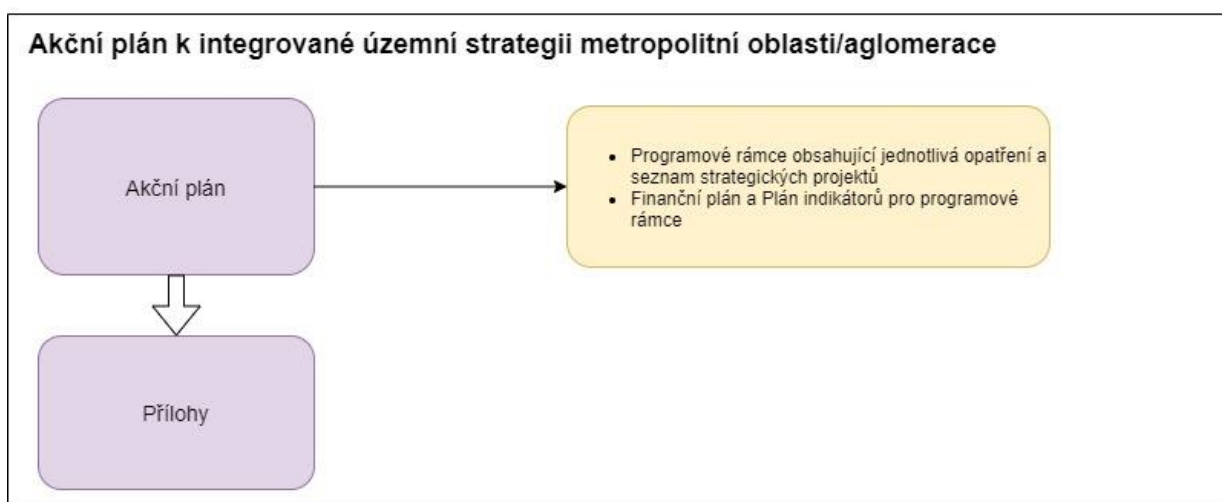 Akční plán k integrované územní strategii metropolitní oblasti/aglomerace
Akční plán
• Programové rámce obsahující jednotlivá opatření a
seznam strategických projektů
• Finanční plán a Plán indikátorů pro programové
rámce
Přílohy